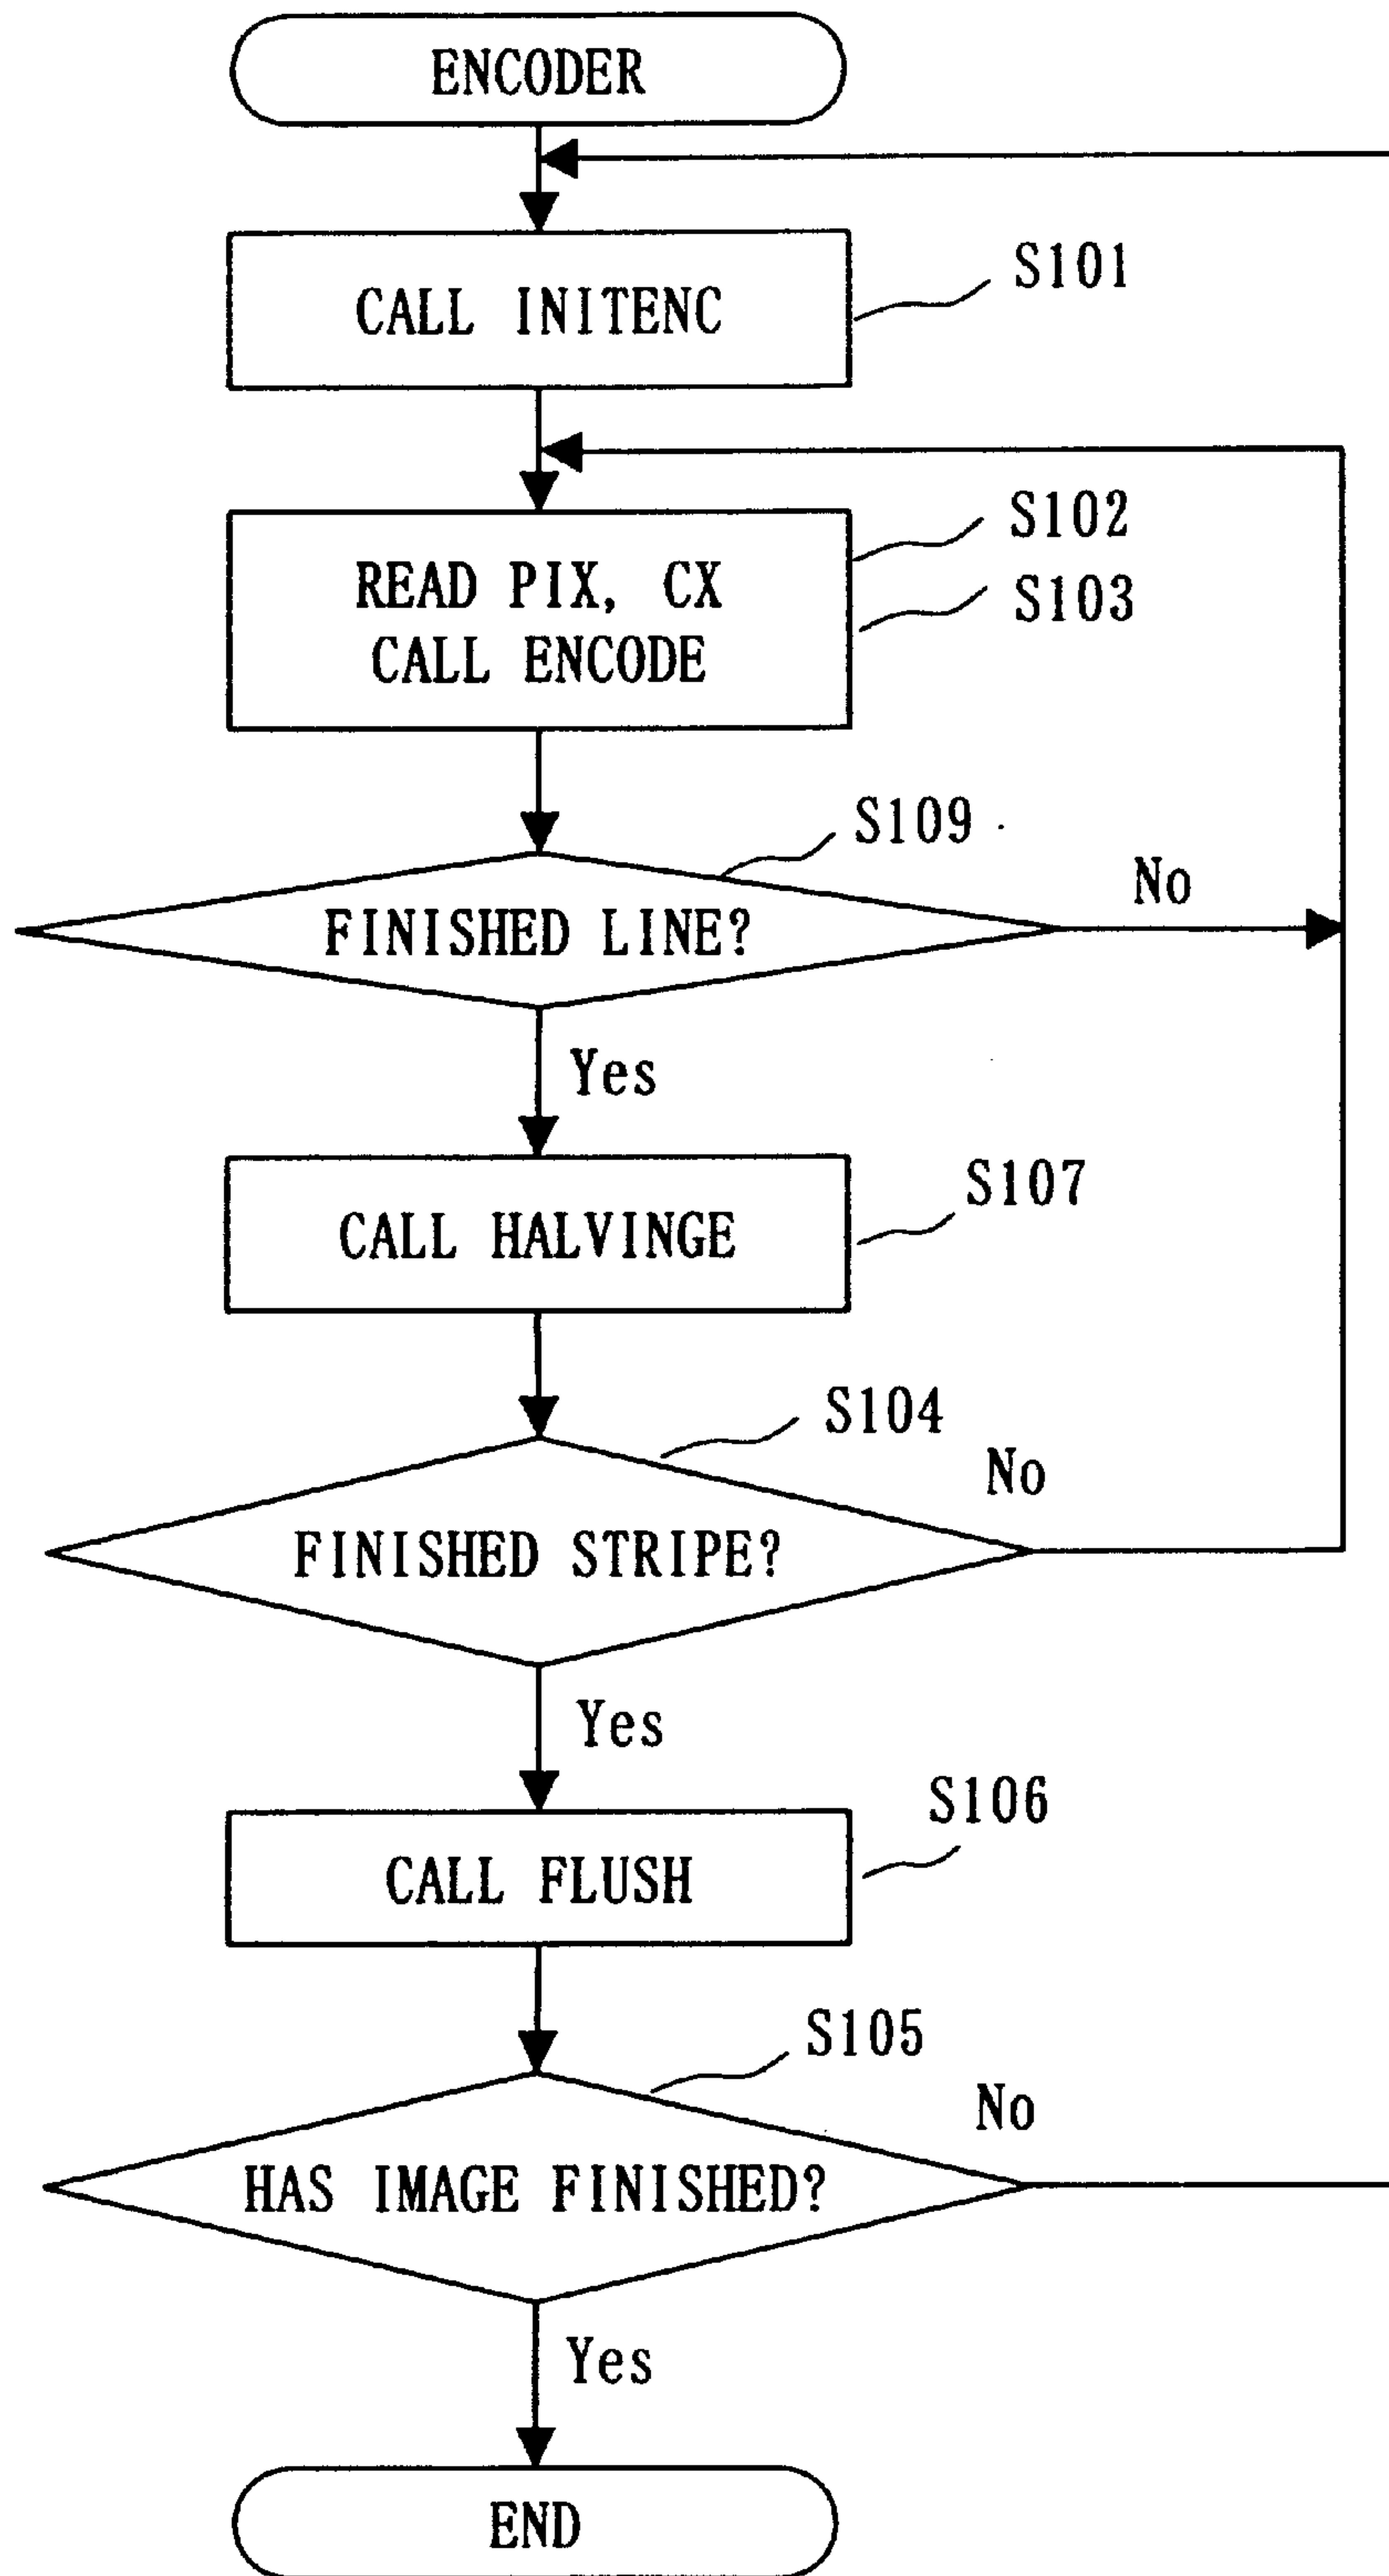 ENCODER
CALL INITENC
S101
READ PIX, CX
CALL ENCODE
S102
S103
S109
FINISHED LINE?
No
Yes
CALL HALVINGE
S107
S104
FINISHED STRIPE?
No
Yes
CALL FLUSH
S106
S105
HAS IMAGE FINISHED?
No
Yes
END